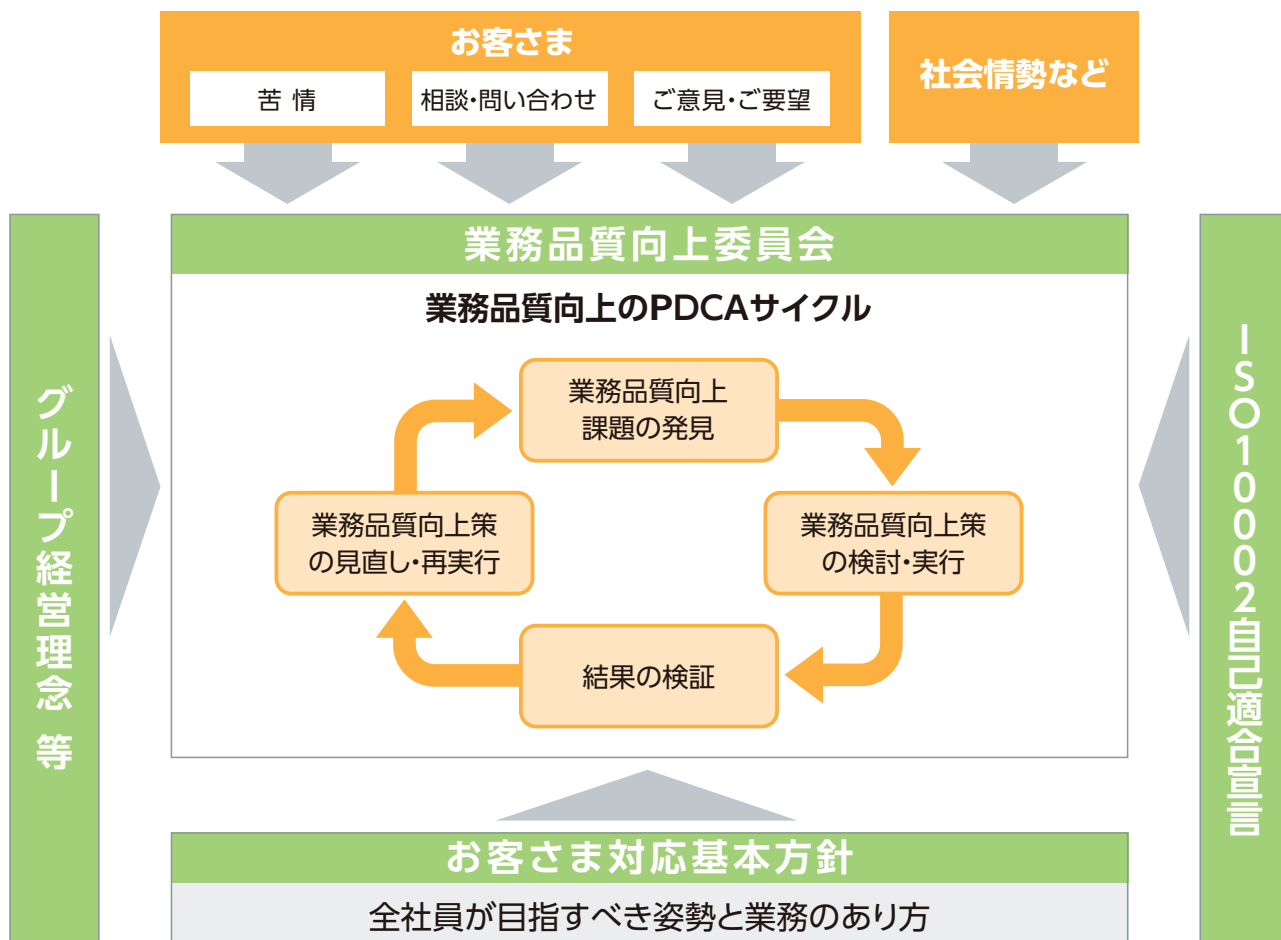 お客さま
苦 情
相談・問い合わせ
ご意見・ご要望
社会情勢など
グループ経営理念 等
業務品質向上委員会
業務品質向上のPDCAサイクル
業務品質向上
課題の発見
業務品質向上策
の検討・実行
結果の検証
業務品質向上策
の見直し・再実行
ISO10002自己適合宣言
お客さま対応基本方針
全社員が目指すべき姿勢と業務のあり方